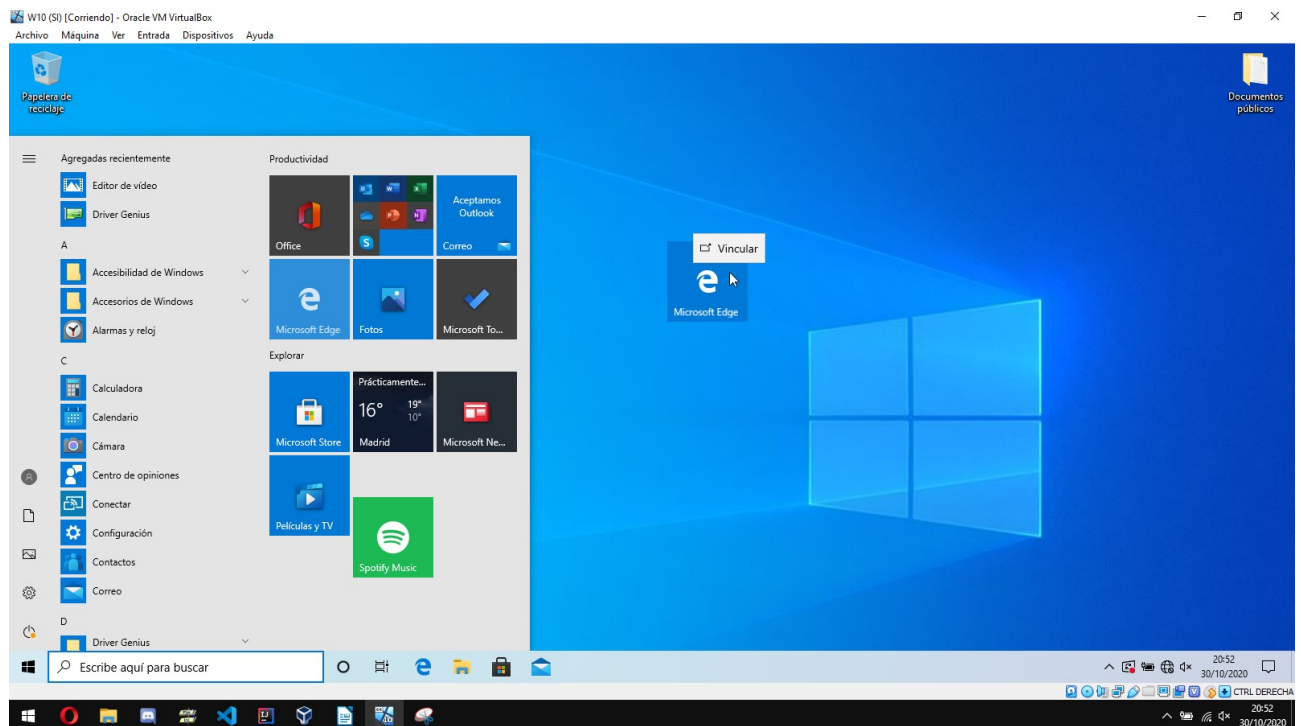 W10 (SI) [Corriendo] - Oracle VM VirtualBox
Archivo Máquina Ver Entrada Dispositivos Ayuda
Papelera de
reciclaje
Documentos
públicos
Agregadas recientemente
Editor de vídeo
Driver Genius
A
Accesibilidad de Windows
Accesorios de Windows
Alarmas y reloj
C
Calculadora
Calendario
Cámara
Centro de opiniones
Conectar
Configuración
Contactos
Correo
D
Driver Genius
Productividad
Office
Aceptamos
Outlook
Correo
Microsoft Edge
Fotos
Microsoft To...
Explorar
Microsoft Store
Prácticamente...
16° 19°
10°
Madrid
Microsoft Ne...
Películas y TV
Spotify Music
Vincular
Microsoft Edge
Escribe aquí para buscar
20:52
30/10/2020
CTRL DERECHA
20:52
30/10/2020